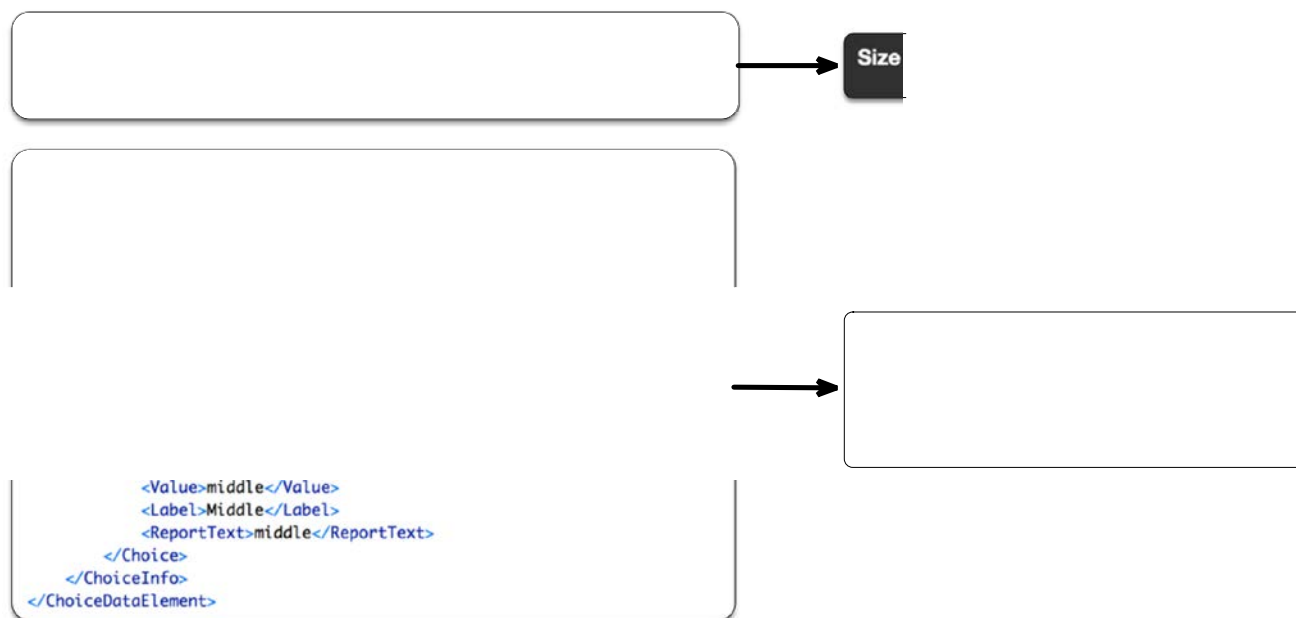 Size
<Value>middle</Value>
<Label>Middle</Label>
<ReportText>middle</ReportText>
</Choice>
</ChoiceInfo>
</ChoiceDataElement>